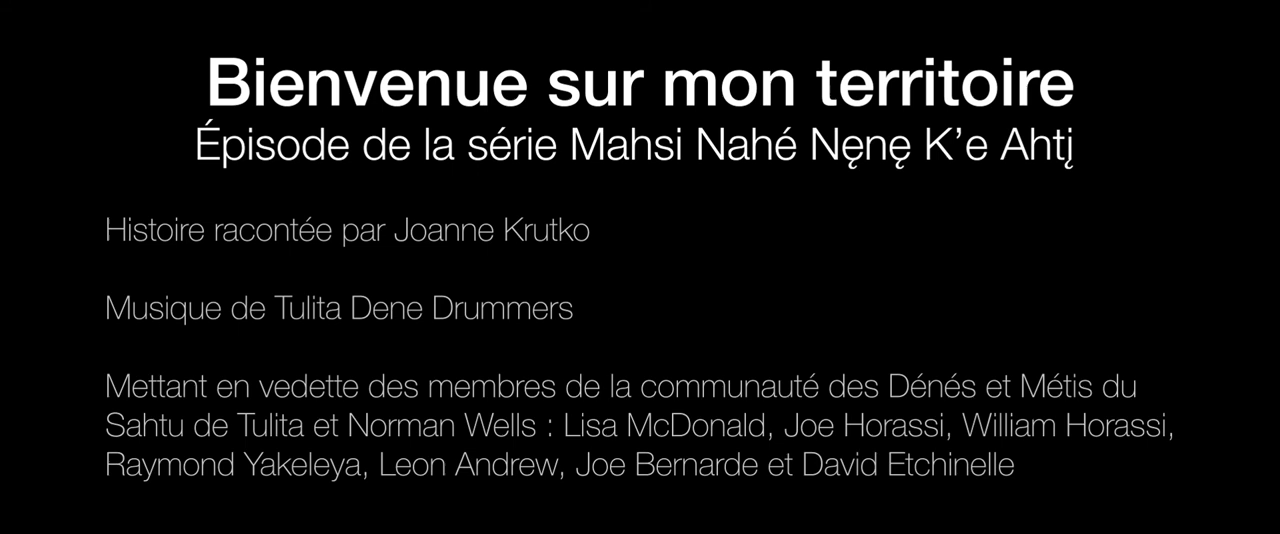 Bienvenue sur mon territoire
Épisode de la série Mahsi Nahé Nęnę K’e Ahtį
Histoire racontée par Joanne Krutko
Musique de Tulita Dene Drummers
Mettant en vedette des membres de la communauté des Dénés et Métis du
Sahtu de Tulita et Norman Wells : Lisa McDonald, Joe Horassi, William Horassi,
Raymond Yakeleya, Leon Andrew, Joe Bernarde et David Etchinelle